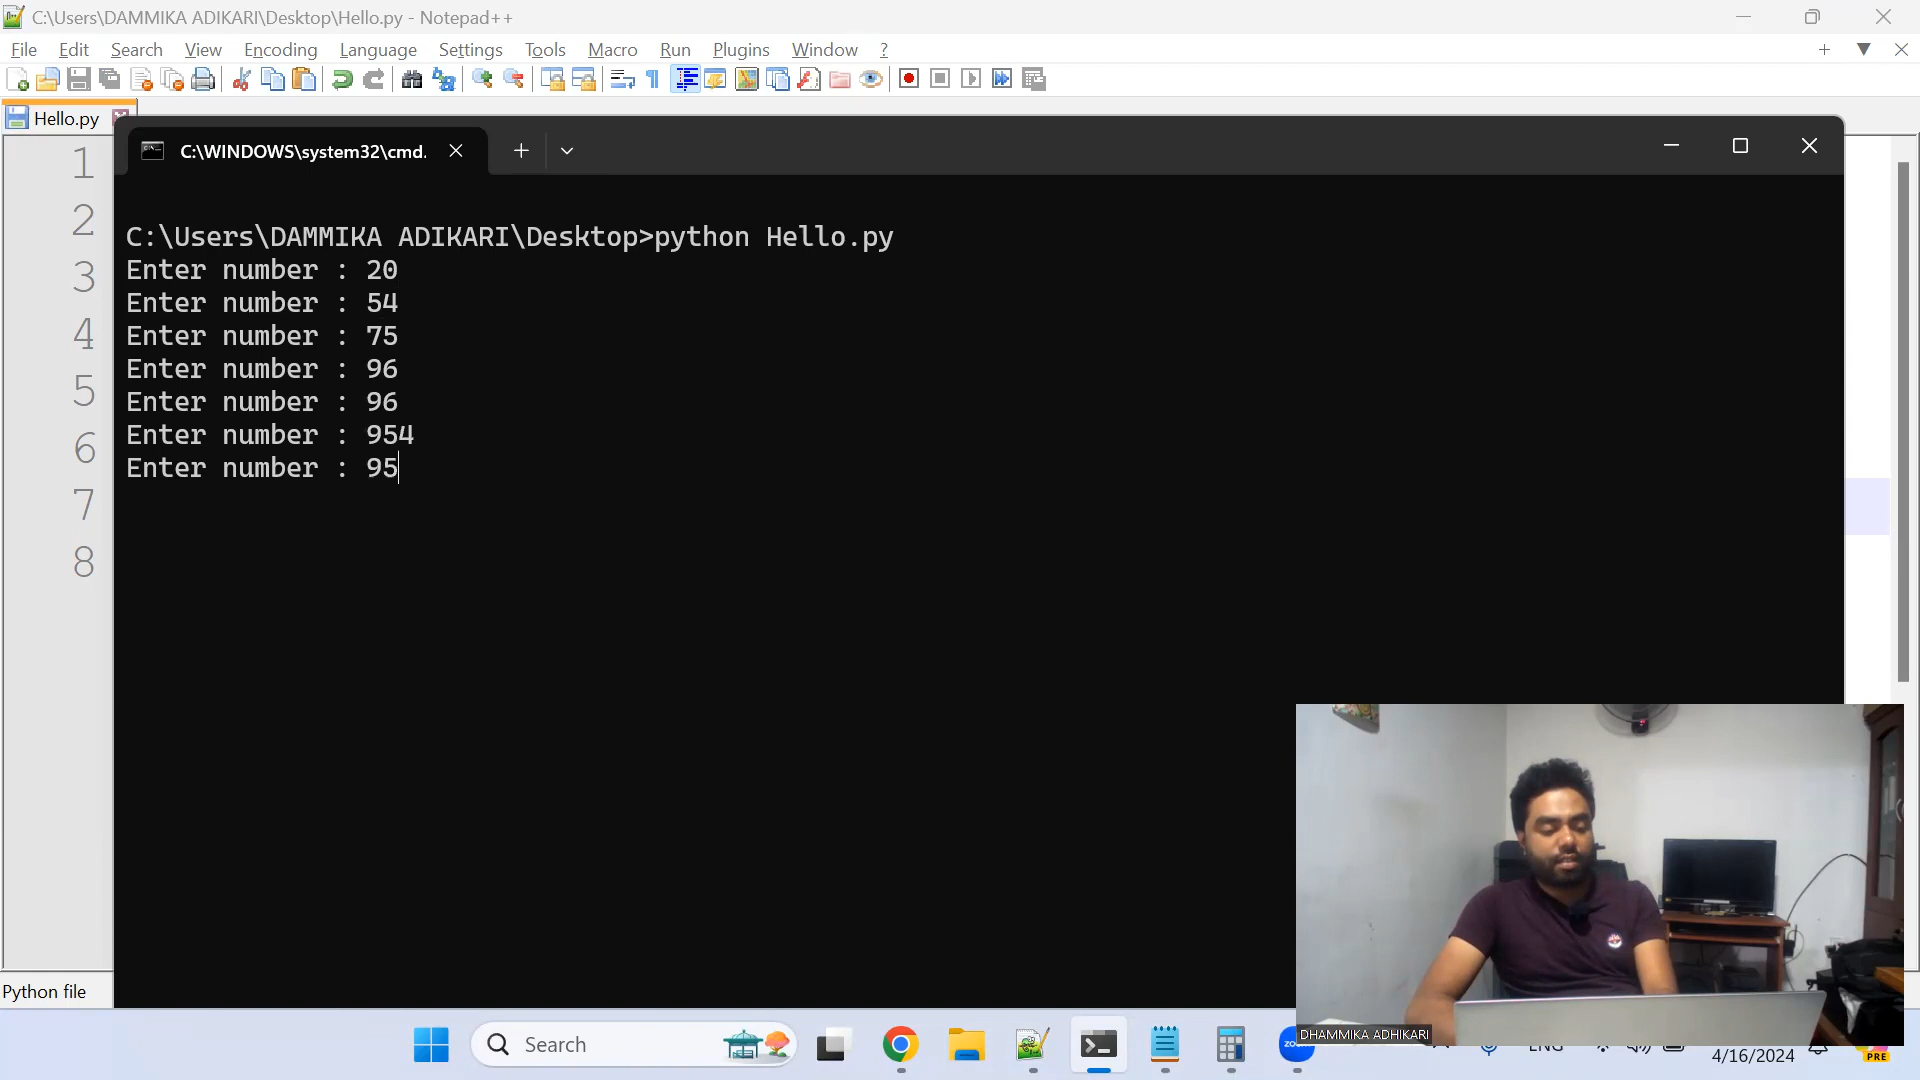 C:\Users\DAMMIKA ADIKARI\Desktop\Hello.py - Notepad++
File Edit Search View Encoding Language Settings Tools Macro Run Plugins Window ?
Hello.py
C:\WINDOWS\system32\cmd.
1
2
3
4
5
6
7
8
C:\Users\DAMMIKA ADIKARI\Desktop>python Hello.py
Enter number : 20
Enter number : 54
Enter number : 75
Enter number : 96
Enter number : 96
Enter number : 954
Enter number : 95
Python file
DHAMMIKA ADHIKARI
Search
zoom
ENG
4/16/2024
PRE